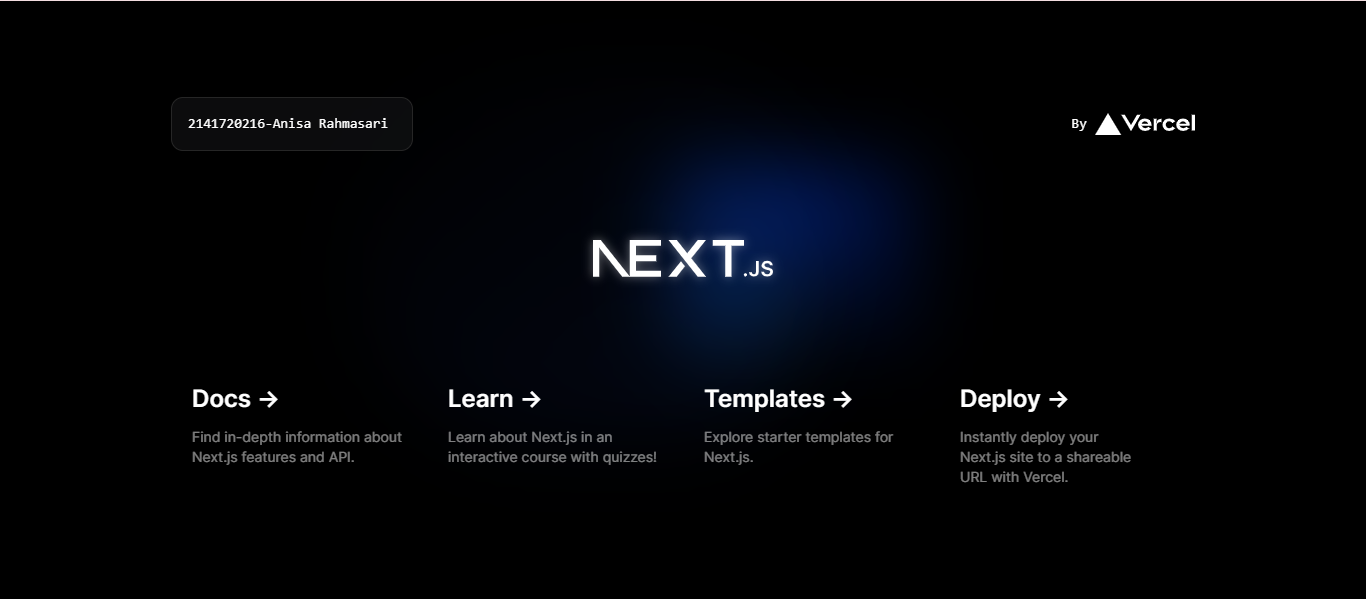 2141720216-Anisa Rahmasari
By Vercel
NEXT.JS
Docs →
Find in-depth information about
Next.js features and API.
Learn →
Learn about Next.js in an
interactive course with quizzes!
Templates →
Explore starter templates for
Next.js.
Deploy →
Instantly deploy your
Next.js site to a shareable
URL with Vercel.